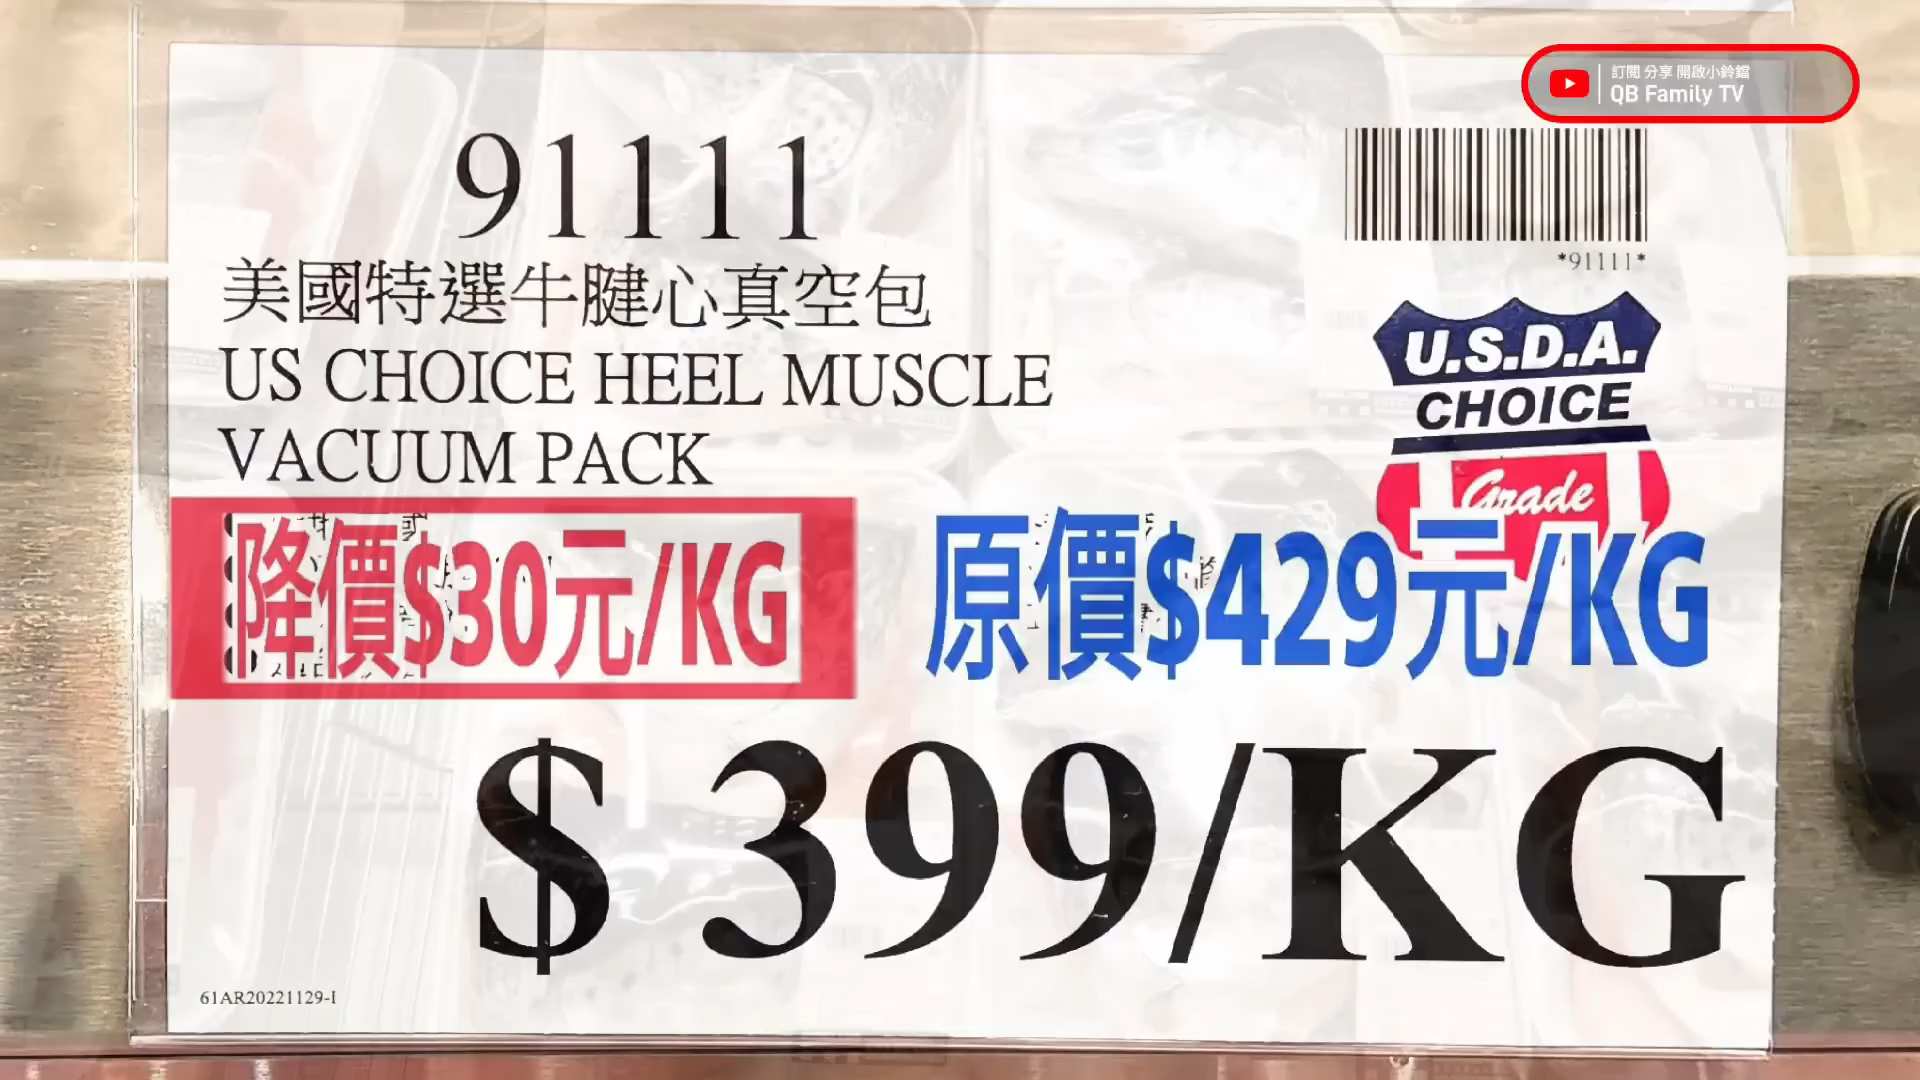 訂閱 分享 開啟小鈴鐺
QB Family TV
91111
*91111*
美國特選牛腱心真空包
US CHOICE HEEL MUSCLE
VACUUM PACK
U.S.D.A.
CHOICE
Grade
降價$30元/KG
原價$429元/KG
$ 399/KG
61AR20221129-I